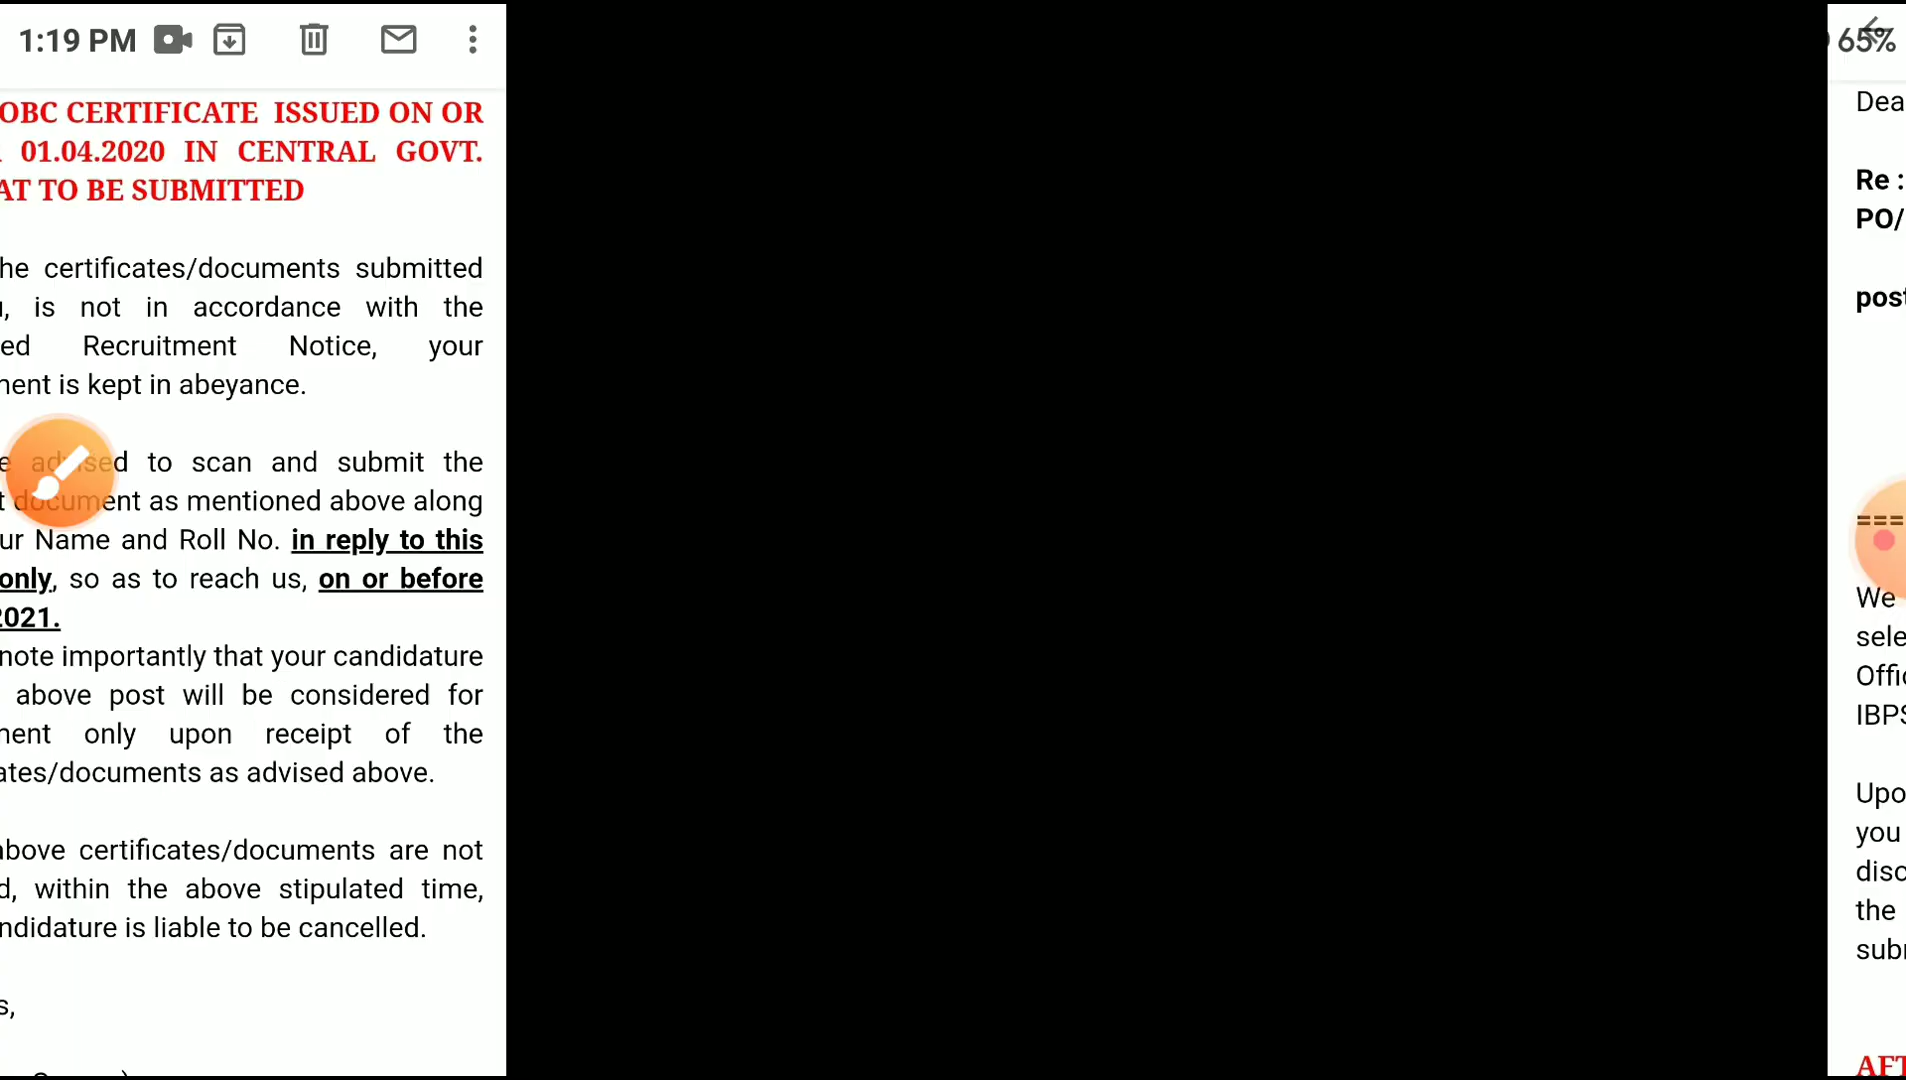 1:19 PM
OBC CERTIFICATE ISSUED ON OR
01.04.2020 IN CENTRAL GOVT.
AT TO BE SUBMITTED
he certificates/documents submitted
, is not in accordance with the
ed Recruitment Notice, your
ment is kept in abeyance.
e advised to scan and submit the
t document as mentioned above along
ur Name and Roll No. in reply to this
only, so as to reach us, on or before
2021.
note importantly that your candidature
above post will be considered for
ment only upon receipt of the
ates/documents as advised above.
above certificates/documents are not
d, within the above stipulated time,
ndidature is liable to be cancelled.
s,
65%
Dea
Re :
PO/
post
===
We
sele
Offi
IBPS
Upo
you
disc
the
sub
AFT